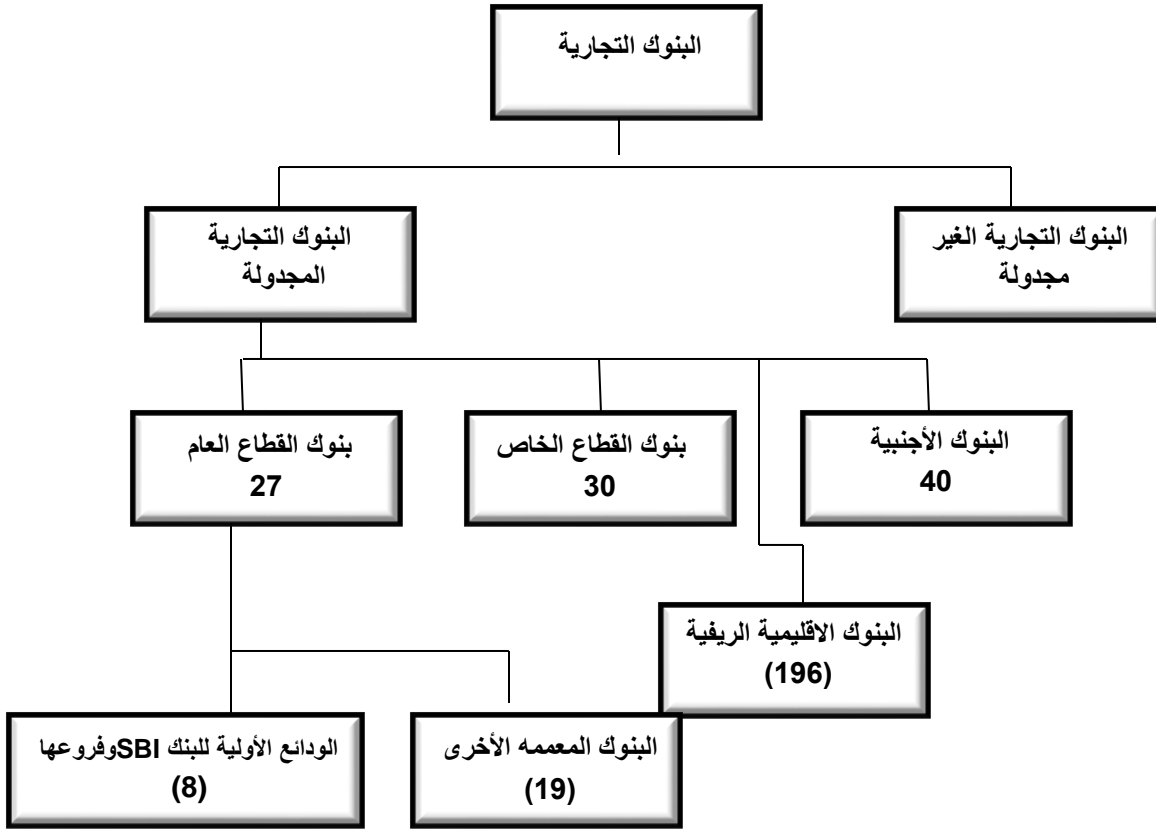 البنوك التجارية
البنوك التجارية الغير
مجدولة
البنوك التجارية
المجدولة
البنوك الأجنبية
40
بنوك القطاع الخاص
30
بنوك القطاع العام
27
البنوك الاقليمية الريفية
(196)
البنوك المعممه الأخرى
(19)
الودائع الأولية للبنك SBIوفروعها
(8)